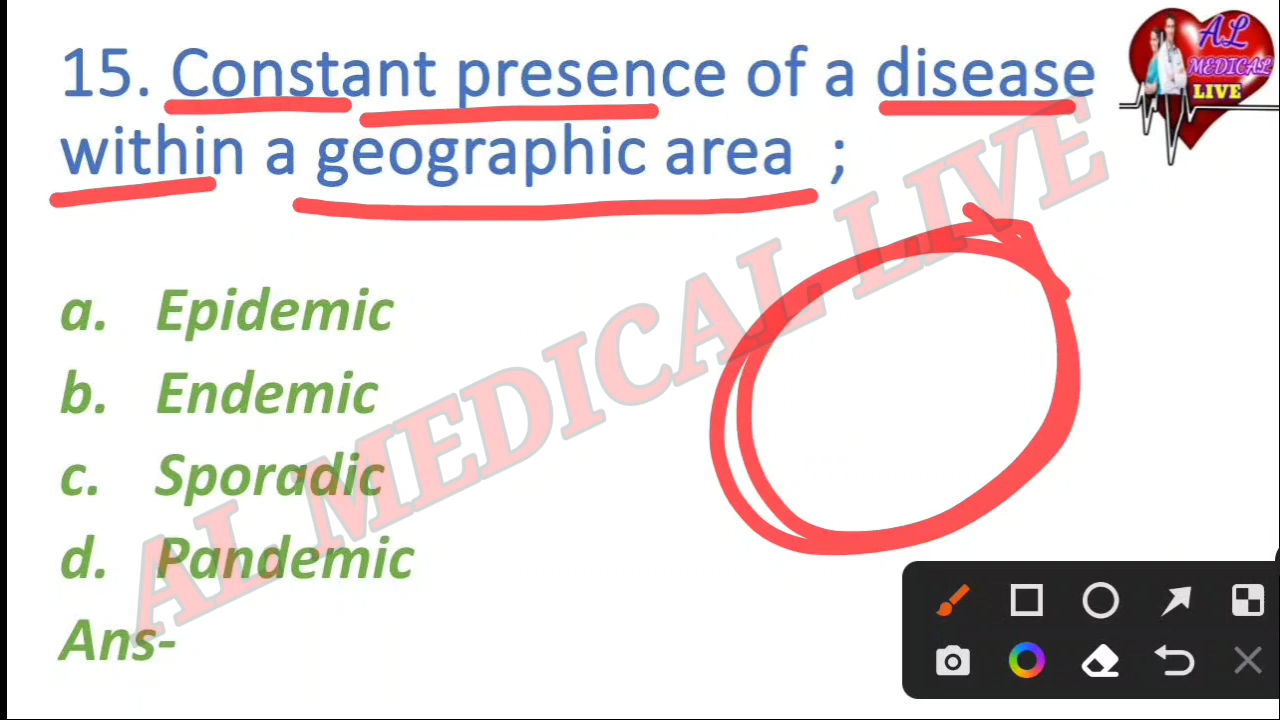 15. Constant presence of a disease
within a geographic area ;
AL
MEDICAL
LIVE
a. Epidemic
b. Endemic
c. Sporadic
d. Pandemic
Ans-
AL MEDICAL LIVE